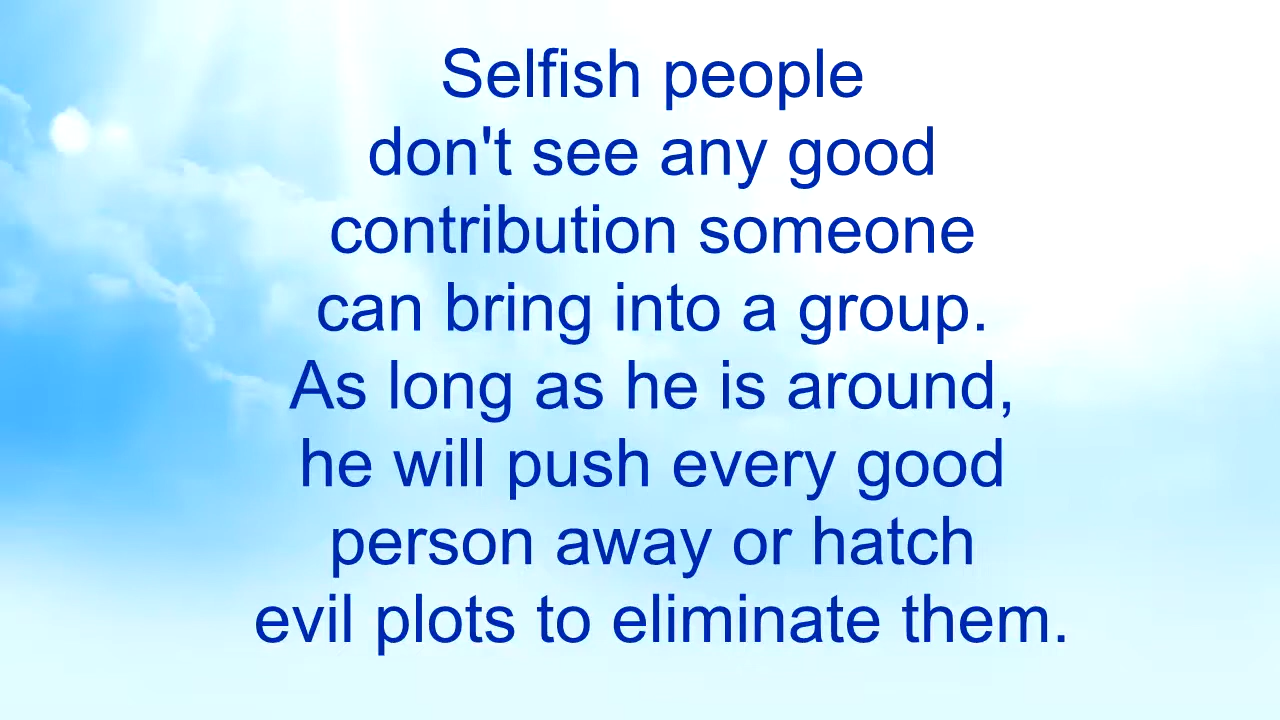 Selfish people
don't see any good
contribution someone
can bring into a group.
As long as he is around,
he will push every good
person away or hatch
evil plots to eliminate them.